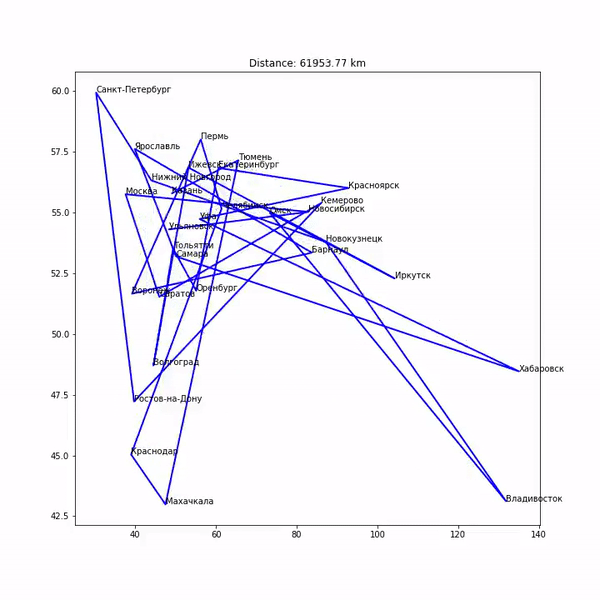 Distance: 61953.77 km
60.0
Санкт-Петербург
57.5
Ярославль
Пермь
Тюмень
Ижевск
Екатеринбург
Нижний Новгород
Москва
Казань
Красноярск
55.0
Челябинск
Омск
Кемерово
Новосибирск
Уфа
Ульяновск
Новокузнецк
Тольятти
Самара
Барнаул
52.5
Иркутск
Воронеж
Саратов
Оренбург
50.0
Волгоград
Хабаровск
47.5
Ростов-на-Дону
45.0
Краснодар
Махачкала
Владивосток
42.5
40 60 80 100 120 140